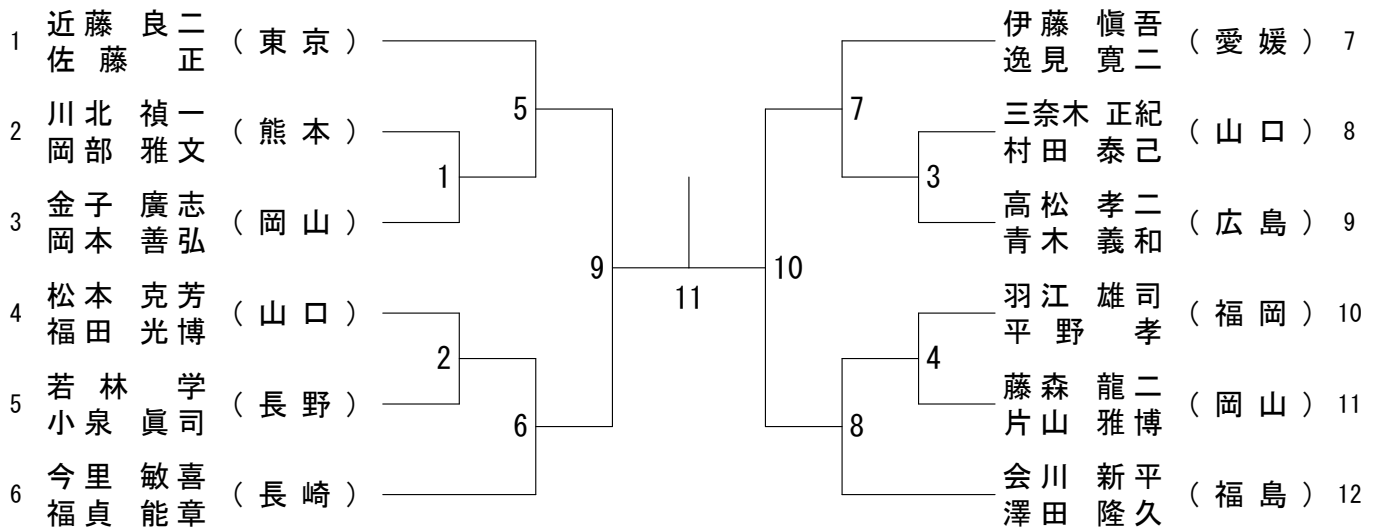 1 近藤 良二 (東京)
佐藤 正
2 川北 禎一 (熊本)
岡部 雅文
3 金子 廣志 (岡山)
岡本 善弘
4 松本 克芳 (山口)
福田 光博
5 若林 学 (長野)
小泉 眞司
6 今里 敏喜 (長崎)
福貞 能章
5
1
9
2
6
11
7
3
10
4
8
伊藤 愼吾 (愛媛) 7
逸見 寛二
三奈木 正紀 (山口) 8
村田 泰己
高松 孝二 (広島) 9
青木 義和
羽江 雄司 (福岡) 10
平野 孝
藤森 龍二 (岡山) 11
片山 雅博
会川 新平 (福島) 12
澤田 隆久